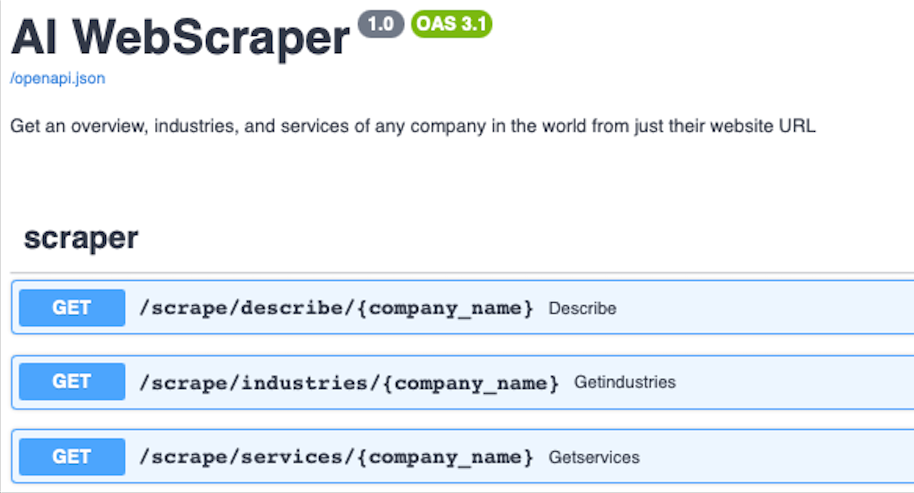 AI WebScraper 1.0 OAS 3.1
/openapi.json
Get an overview, industries, and services of any company in the world from just their website URL
scraper
GET /scrape/describe/{company_name} Describe
GET /scrape/industries/{company_name} Getindustries
GET /scrape/services/{company_name} Getservices